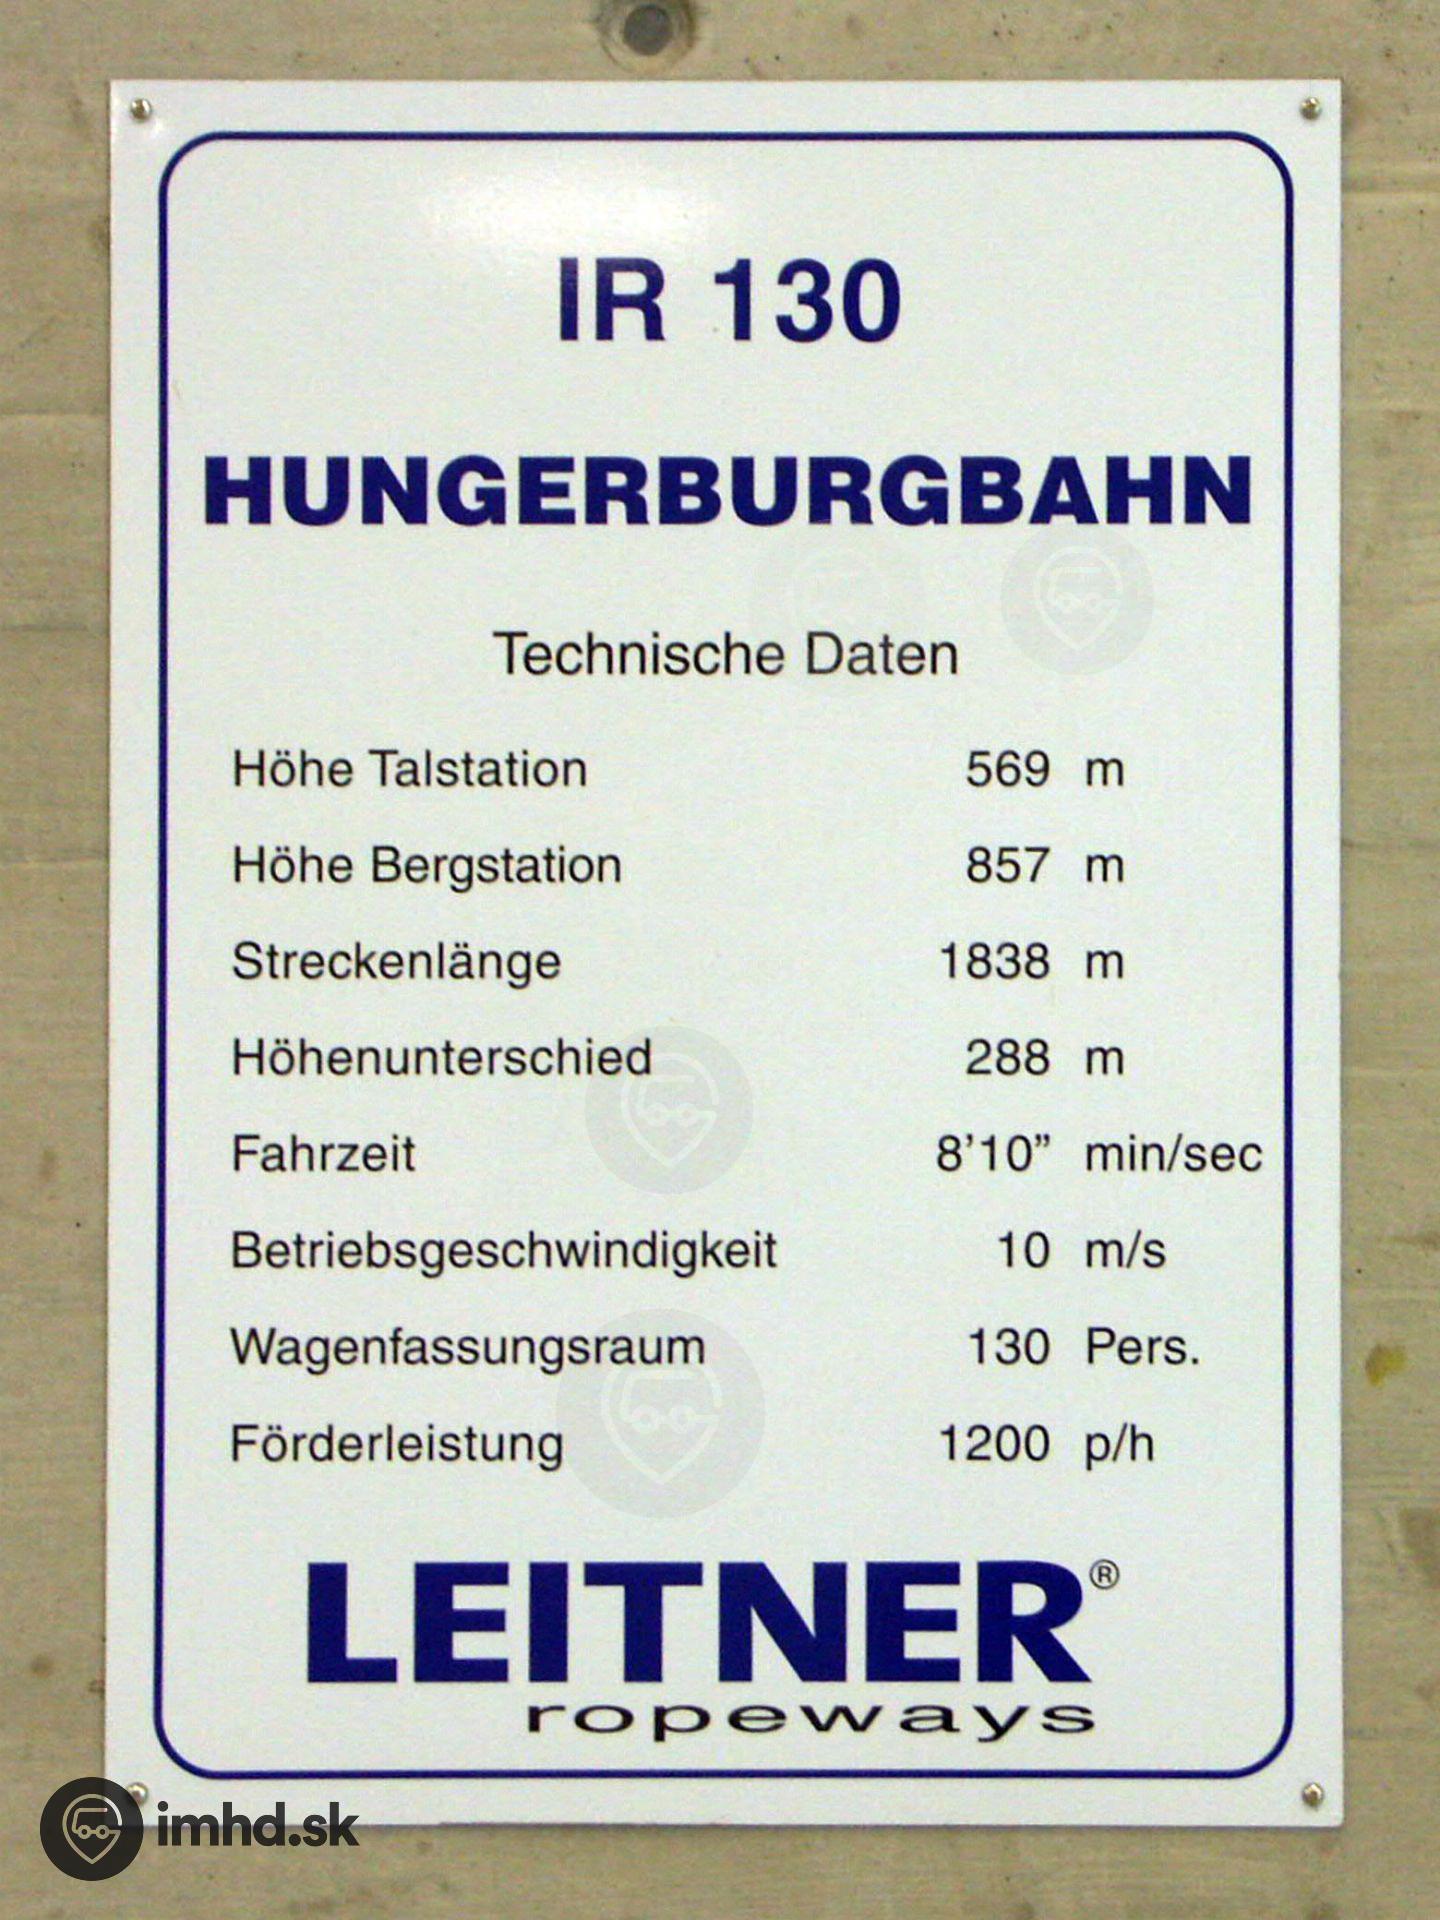 IR 130
HUNGERBURGBAHN
Technische Daten
Höhe Talstation 569 m
Höhe Bergstation 857 m
Streckenlänge 1838 m
Höhenunterschied 288 m
Fahrzeit 8’10” min/sec
Betriebsgeschwindigkeit 10 m/s
Wagenfassungsraum 130 Pers.
Förderleistung 1200 p/h
LEITNER®
ropeways
imhd.sk